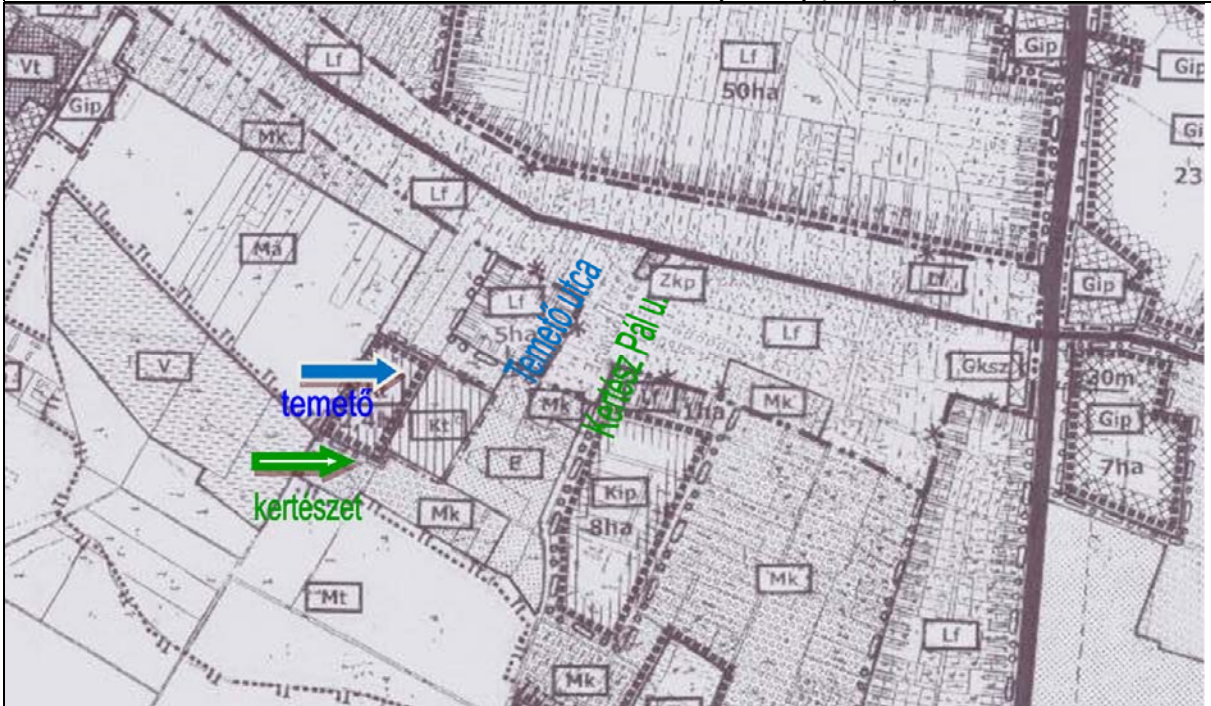 Vt
Gip
Lf
Mk
Lf
50ha
Gip
Gip
23
Lf
Má
Lf
5ha
Temető utca
Kertész Pál u.
Zkp
Lf
Gip
Lf
Gksz
30m
Gip
7ha
V
temető
Kt
Mk
Lf
1ha
Mk
E
kertészet
Mk
Kip
8ha
Mk
Mt
Lf
Mk